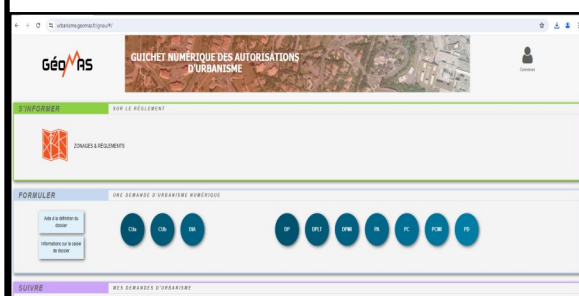 urbanisme.geomas.fr/gnau/#/
GéoMAS
GUICHET NUMÉRIQUE DES AUTORISATIONS
D'URBANISME
Connexion
S'INFORMER
SUR LE RÈGLEMENT
ZONAGES & RÈGLEMENTS
FORMULER
UNE DEMANDE D'URBANISME NUMÉRIQUE
Aide à la définition du
dossier
Informations sur la saisie
de dossier
CUa
CUb
DIA
DP
DPLT
DPMI
PA
PC
PCMI
PD
SUIVRE
MES DEMANDES D'URBANISME